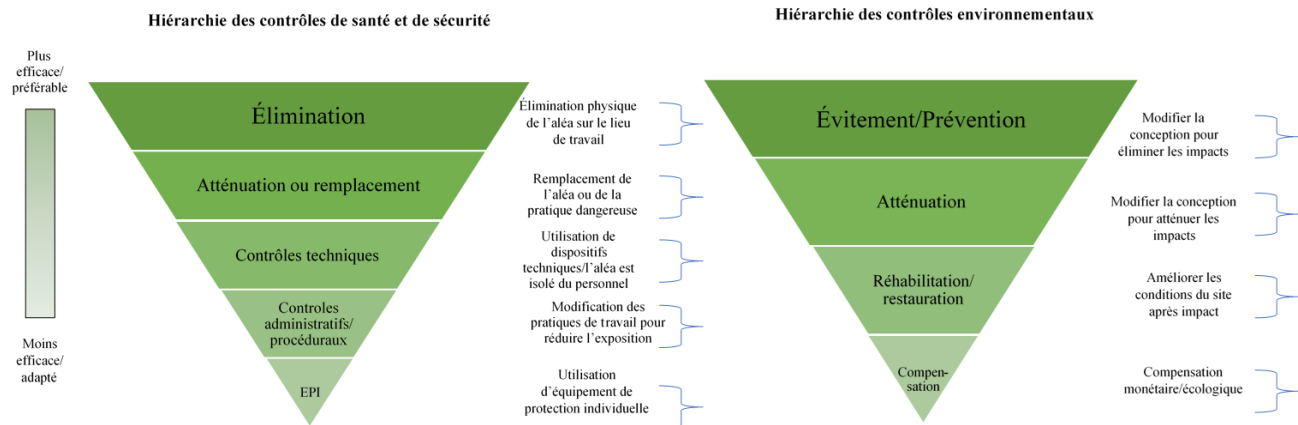 Hiérarchie des contrôles de santé et de sécurité
Plus
efficace/
préférable
Moins
efficace/
adapté
Élimination
Atténuation ou remplacement
Contrôles techniques
Controles
administratifs/
procéduraux
EPI
Élimination physique
de l'aléa sur le lieu
de travail
Remplacement de
l'aléa ou de la
pratique dangereuse
Utilisation de
dispositifs
techniques/l'aléa est
isolé du personnel
Modification des
pratiques de travail pour
réduire l'exposition
Utilisation
d'équipement de
protection individuelle
Hiérarchie des contrôles environnementaux
Évitement/Prévention
Atténuation
Réhabilitation/
restauration
Compen-
sation
Modifier la
conception pour
éliminer les impacts
Modifier la conception
pour atténuer les
impacts
Améliorer les
conditions du site
après impact
Compensation
monétaire/écologique